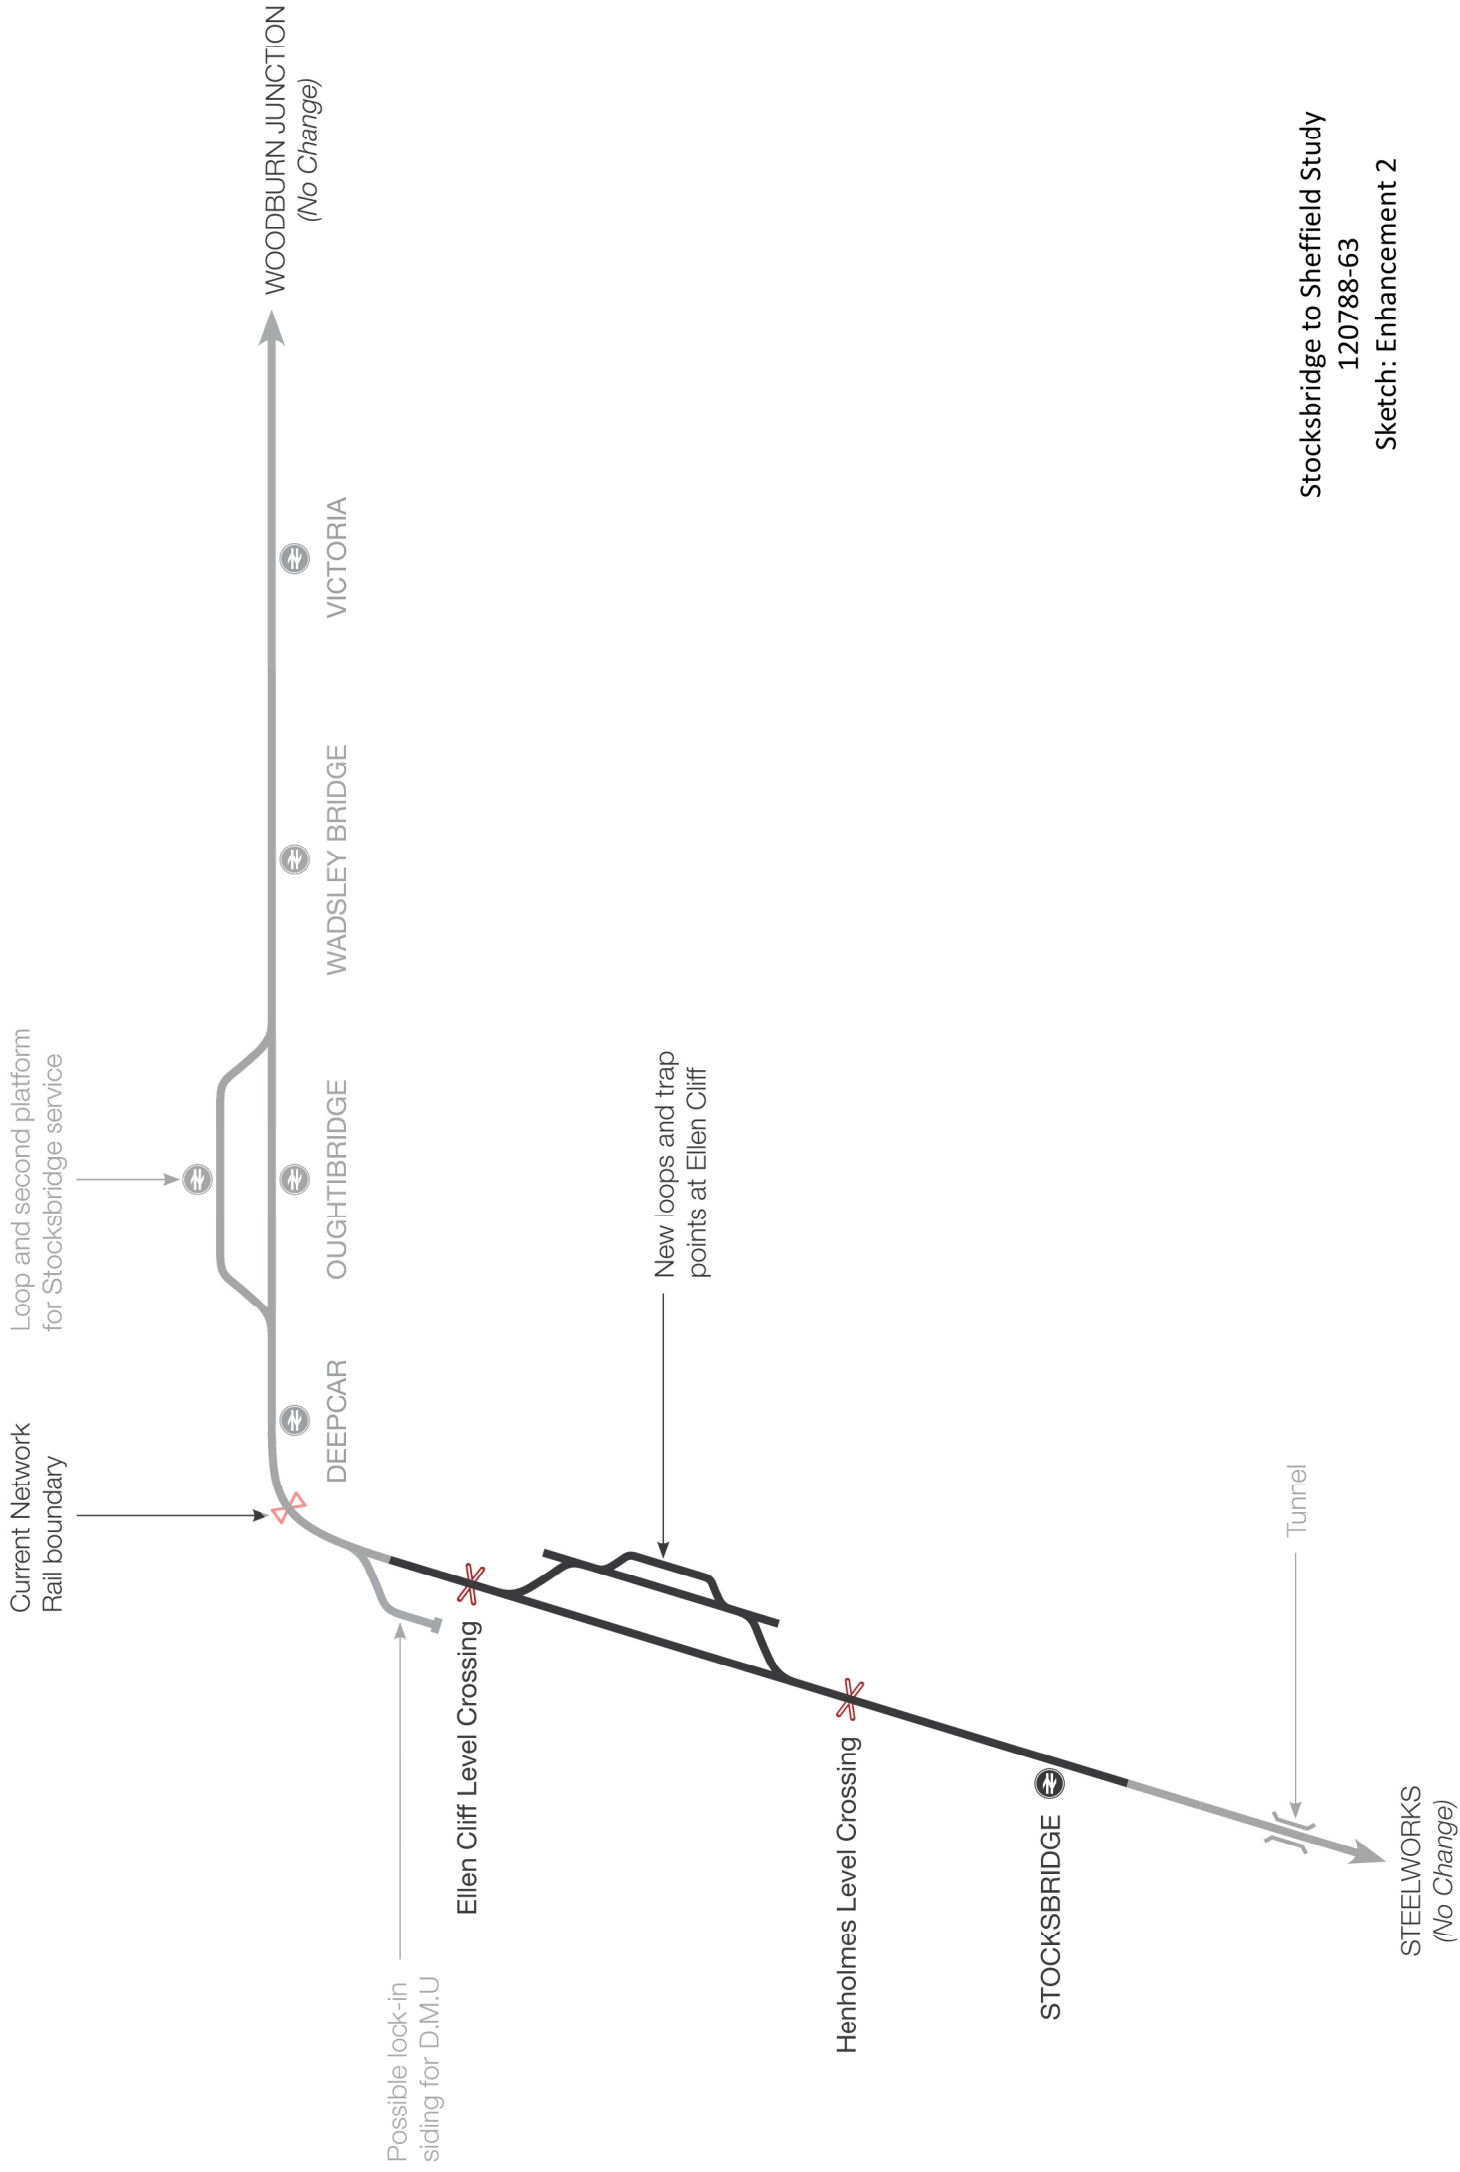 Current Network
Rail boundary
Loop and second platform
for Stocksbridge service
WOODBURN JUNCTION
(No Change)
DEEPCAR
OUGHTIBRIDGE
WADSLEY BRIDGE
VICTORIA
Possible lock-in
siding for D.M.U
Ellen Cliff Level Crossing
New loops and trap
points at Ellen Cliff
Henholmes Level Crossing
STOCKSBRIDGE
Tunnel
STEELWORKS
(No Change)
Stocksbridge to Sheffield Study
120788-63
Sketch: Enhancement 2